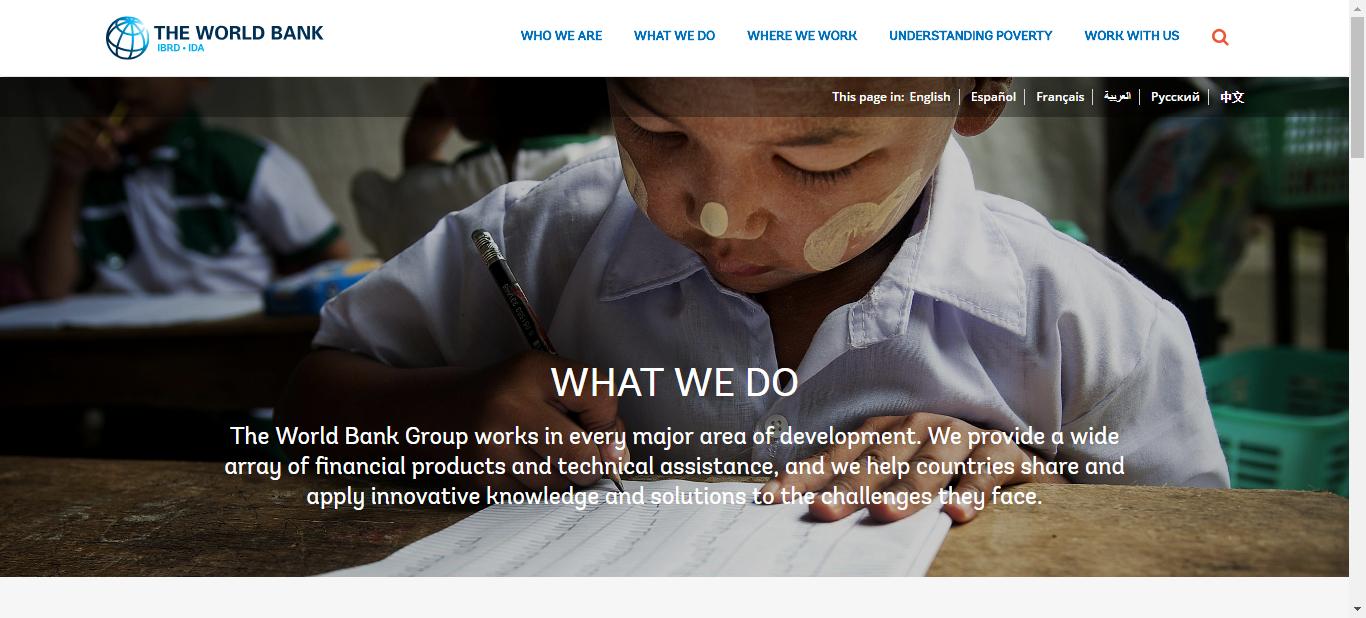 THE WORLD BANK
IBRD • IDA
WHO WE ARE
WHAT WE DO
WHERE WE WORK
UNDERSTANDING POVERTY
WORK WITH US
This page in: English | Español | Français | العربية | Русский | 中文
WHAT WE DO
The World Bank Group works in every major area of development. We provide a wide
array of financial products and technical assistance, and we help countries share and
apply innovative knowledge and solutions to the challenges they face.